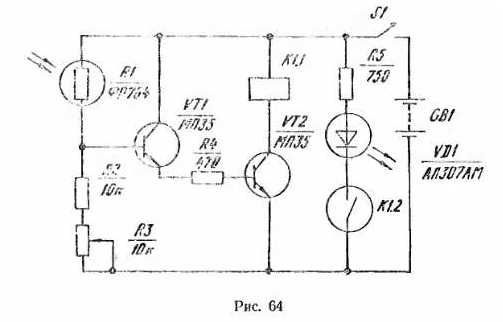 S1
R1
ФР764
VT1
МП35
K1.1
VT2
МП35
R5
750
GB1
VD1
АЛ307АМ
R4
470
R2
10к
R3
10к
K1.2
Рис. 64